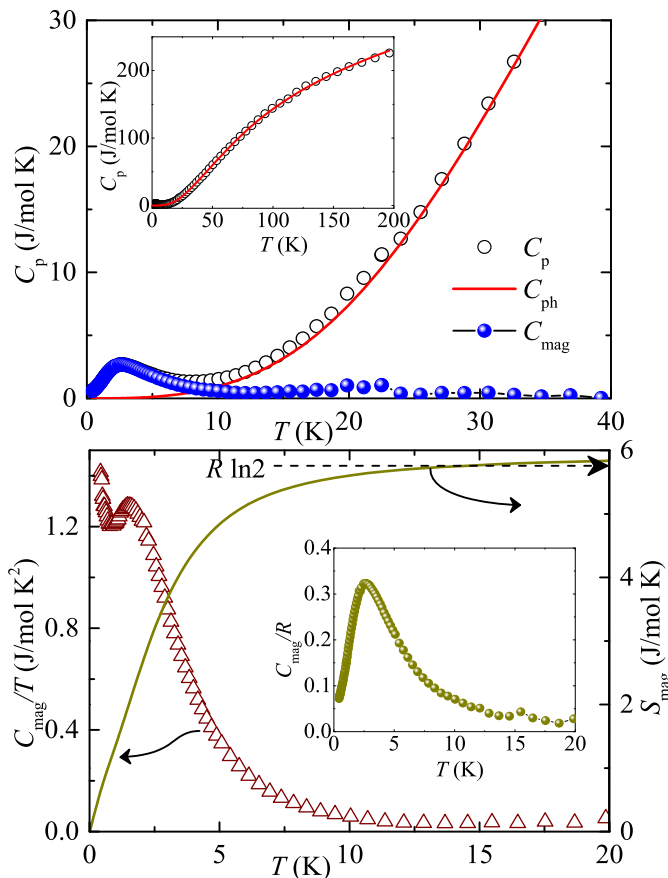 30
20
10
0
C_p (J/mol K)
200
100
0
C_p (J/mol K)
0 50 100 150 200
T (K)
C_p
C_ph
C_mag
0 10 20 30 40
T (K)
1.2
0.8
0.4
0.0
C_mag/T (J/mol K²)
R ln2
6
4
2
0
S_mag (J/mol K)
0.4
0.3
0.2
0.1
0.0
C_mag/R
0 5 10 15 20
T (K)
0 5 10 15 20
T (K)